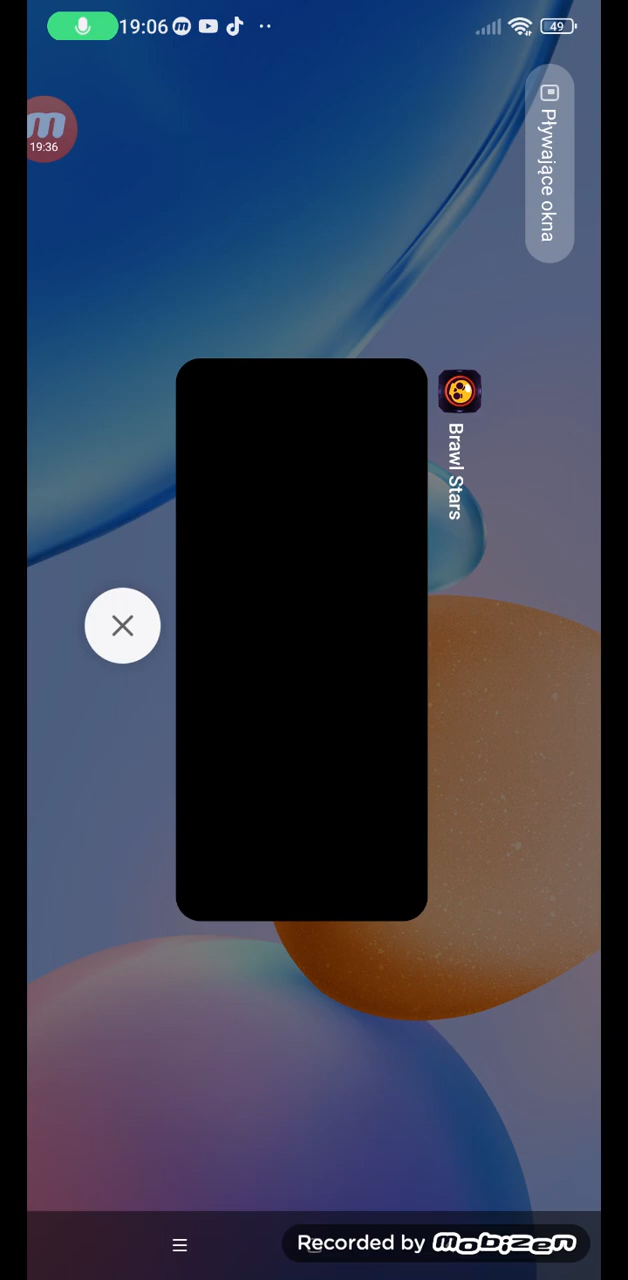 19:06
49
m
19:36
Pływające okna
Brawl Stars
Recorded by mobizen